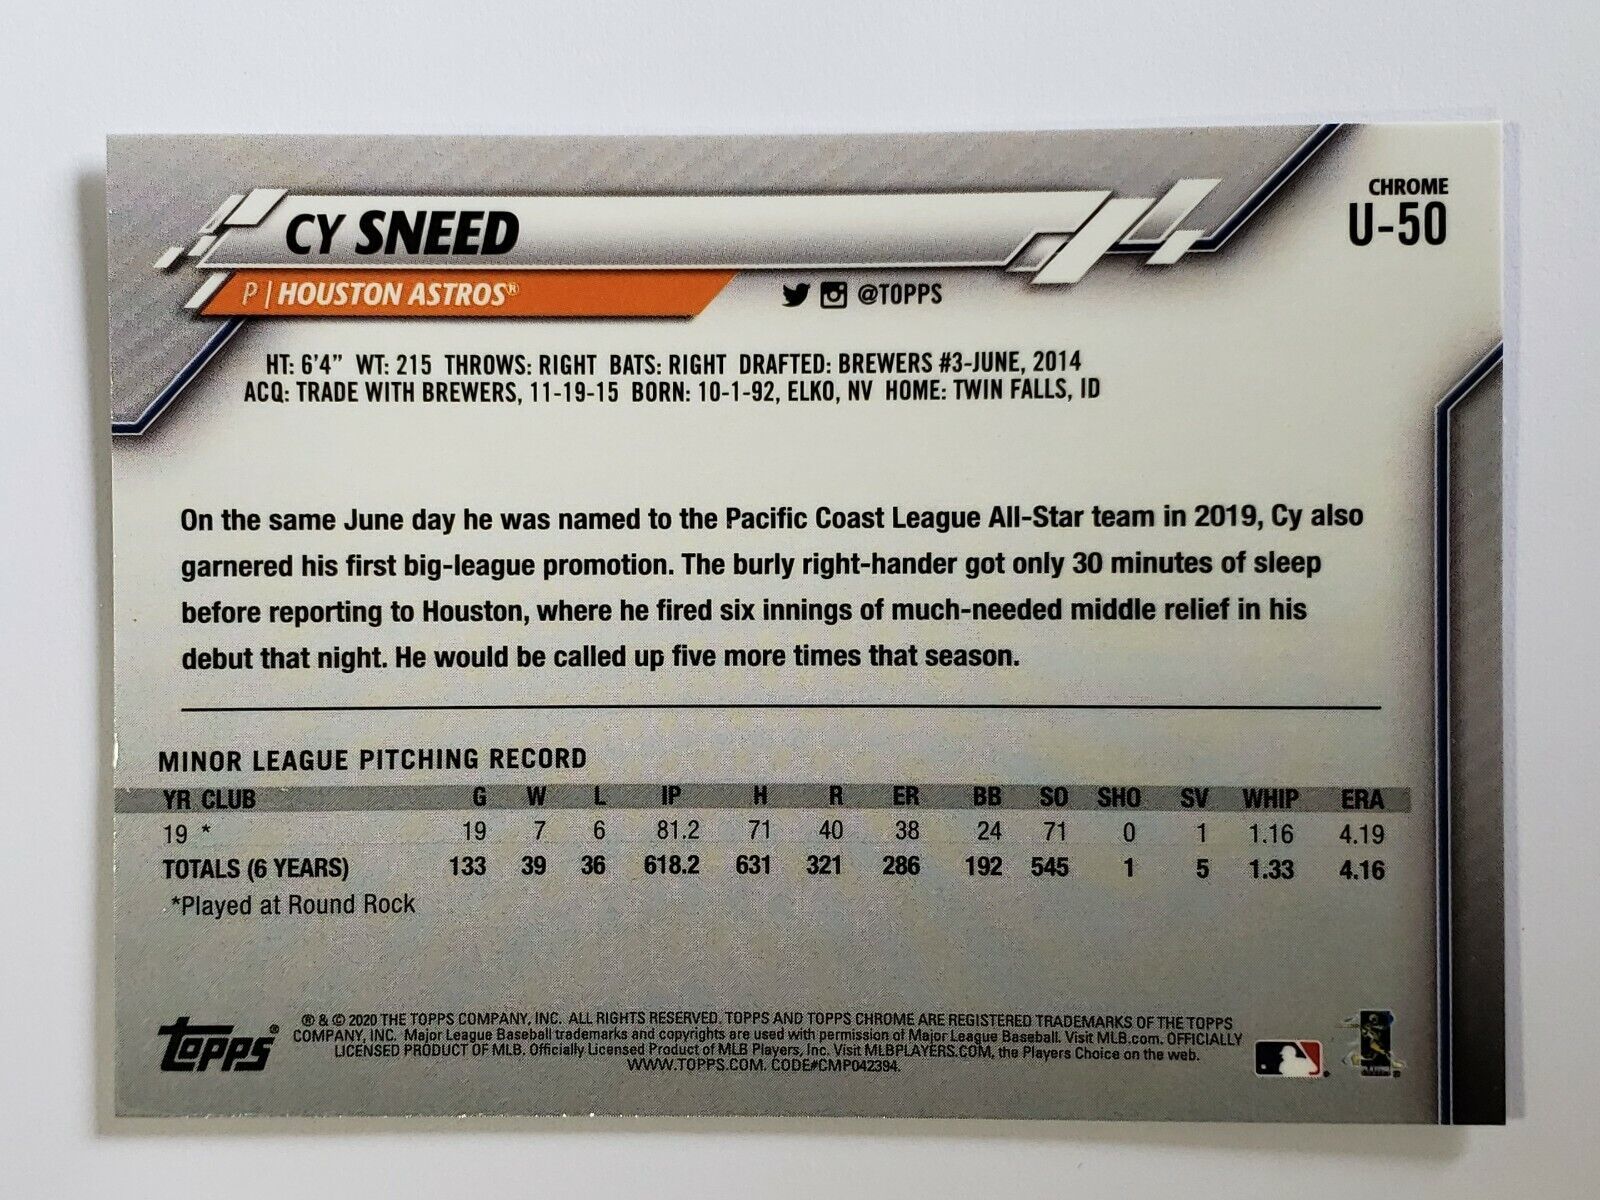 CHROME
U-50
CY SNEED
P | HOUSTON ASTROS®
@TOPPS
HT: 6'4" WT: 215 THROWS: RIGHT BATS: RIGHT DRAFTED: BREWERS #3-JUNE, 2014
ACQ: TRADE WITH BREWERS, 11-19-15 BORN: 10-1-92, ELKO, NV HOME: TWIN FALLS, ID
On the same June day he was named to the Pacific Coast League All-Star team in 2019, Cy also
garnered his first big-league promotion. The burly right-hander got only 30 minutes of sleep
before reporting to Houston, where he fired six innings of much-needed middle relief in his
debut that night. He would be called up five more times that season.
MINOR LEAGUE PITCHING RECORD
YR CLUB G W L IP H R ER BB SO SHO SV WHIP ERA
19 * 19 7 6 81.2 71 40 38 24 71 0 1 1.16 4.19
TOTALS (6 YEARS) 133 39 36 618.2 631 321 286 192 545 1 5 1.33 4.16
*Played at Round Rock
Topps®
® & © 2020 THE TOPPS COMPANY, INC. ALL RIGHTS RESERVED. TOPPS AND TOPPS CHROME ARE REGISTERED TRADEMARKS OF THE TOPPS
COMPANY, INC. Major League Baseball trademarks and copyrights are used with permission of Major League Baseball. Visit MLB.com. OFFICIALLY
LICENSED PRODUCT OF MLB. Officially Licensed Product of MLB Players, Inc. Visit MLBPLAYERS.COM, the Players Choice on the web.
WWW.TOPPS.COM. CODE#CMP042394.